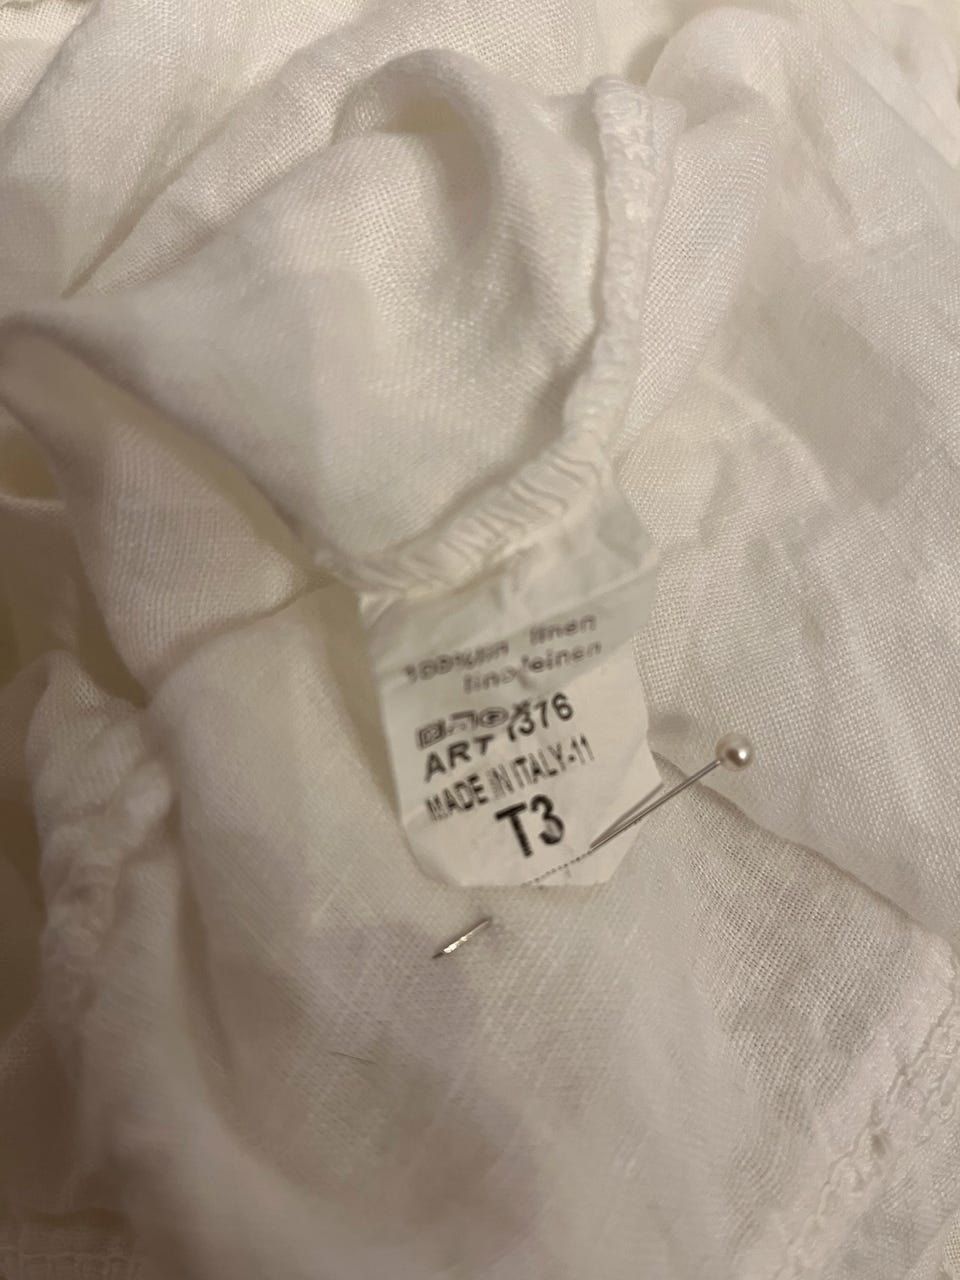 100%lin linen
lino leinen
ART 1376
MADE IN ITALY-11
T3